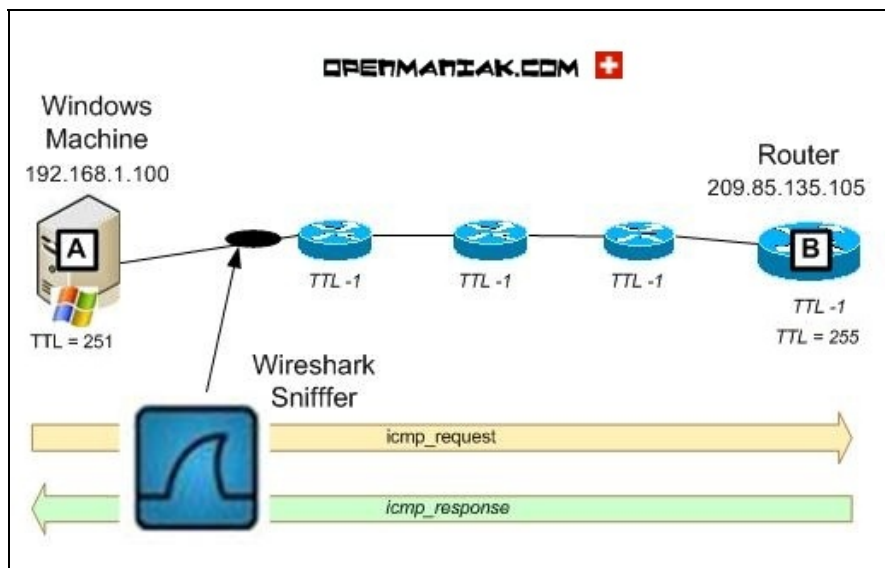 OPENMANIAK.COM
Windows
Machine
192.168.1.100
Router
209.85.135.105
A
B
TTL -1
TTL -1
TTL -1
TTL -1
TTL = 255
TTL = 251
Wireshark
Snifffer
icmp_request
icmp_response